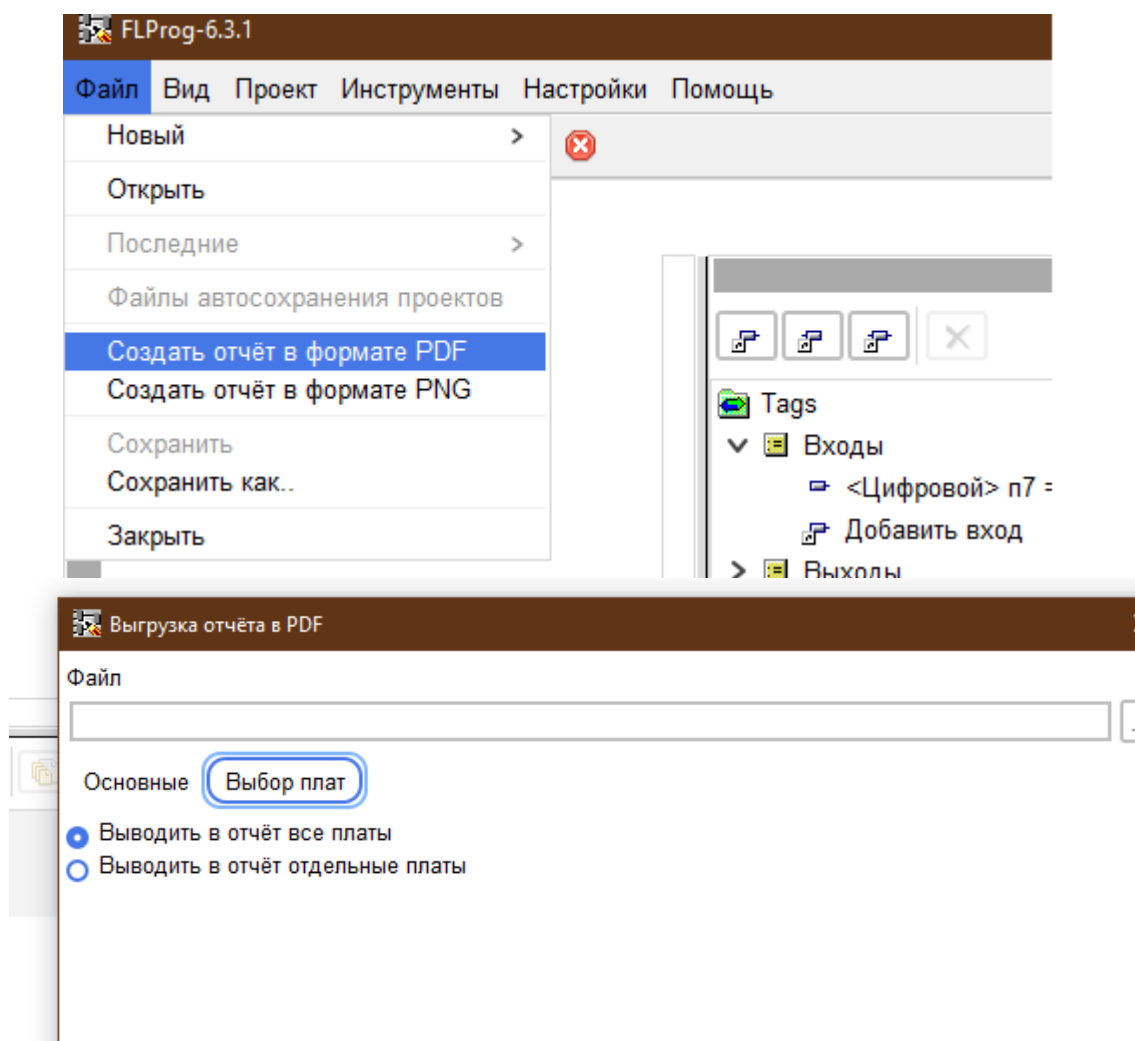 FLProg-6.3.1
Файл Вид Проект Инструменты Настройки Помощь
Новый >
Открыть
Последние >
Файлы автосохранения проектов
Создать отчёт в формате PDF
Создать отчёт в формате PNG
Сохранить
Сохранить как..
Закрыть
Tags
Входы
<Цифровой> п7 =
Добавить вход
Выходы
Выгрузка отчёта в PDF
Файл
Основные Выбор плат
Выводить в отчёт все платы
Выводить в отчёт отдельные платы